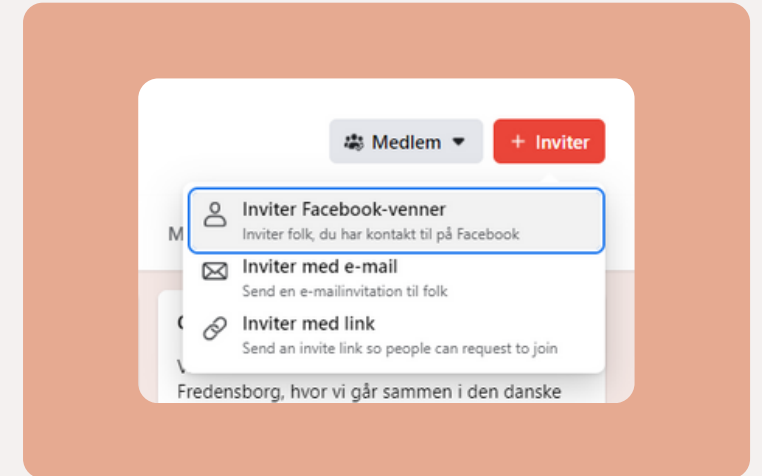 Medlem
+ Inviter
Inviter Facebook-venner
Inviter folk, du har kontakt til på Facebook
M
Inviter med e-mail
Send en e-mailinvitation til folk
Inviter med link
Send an invite link so people can request to join
Fredensborg, hvor vi går sammen i den danske